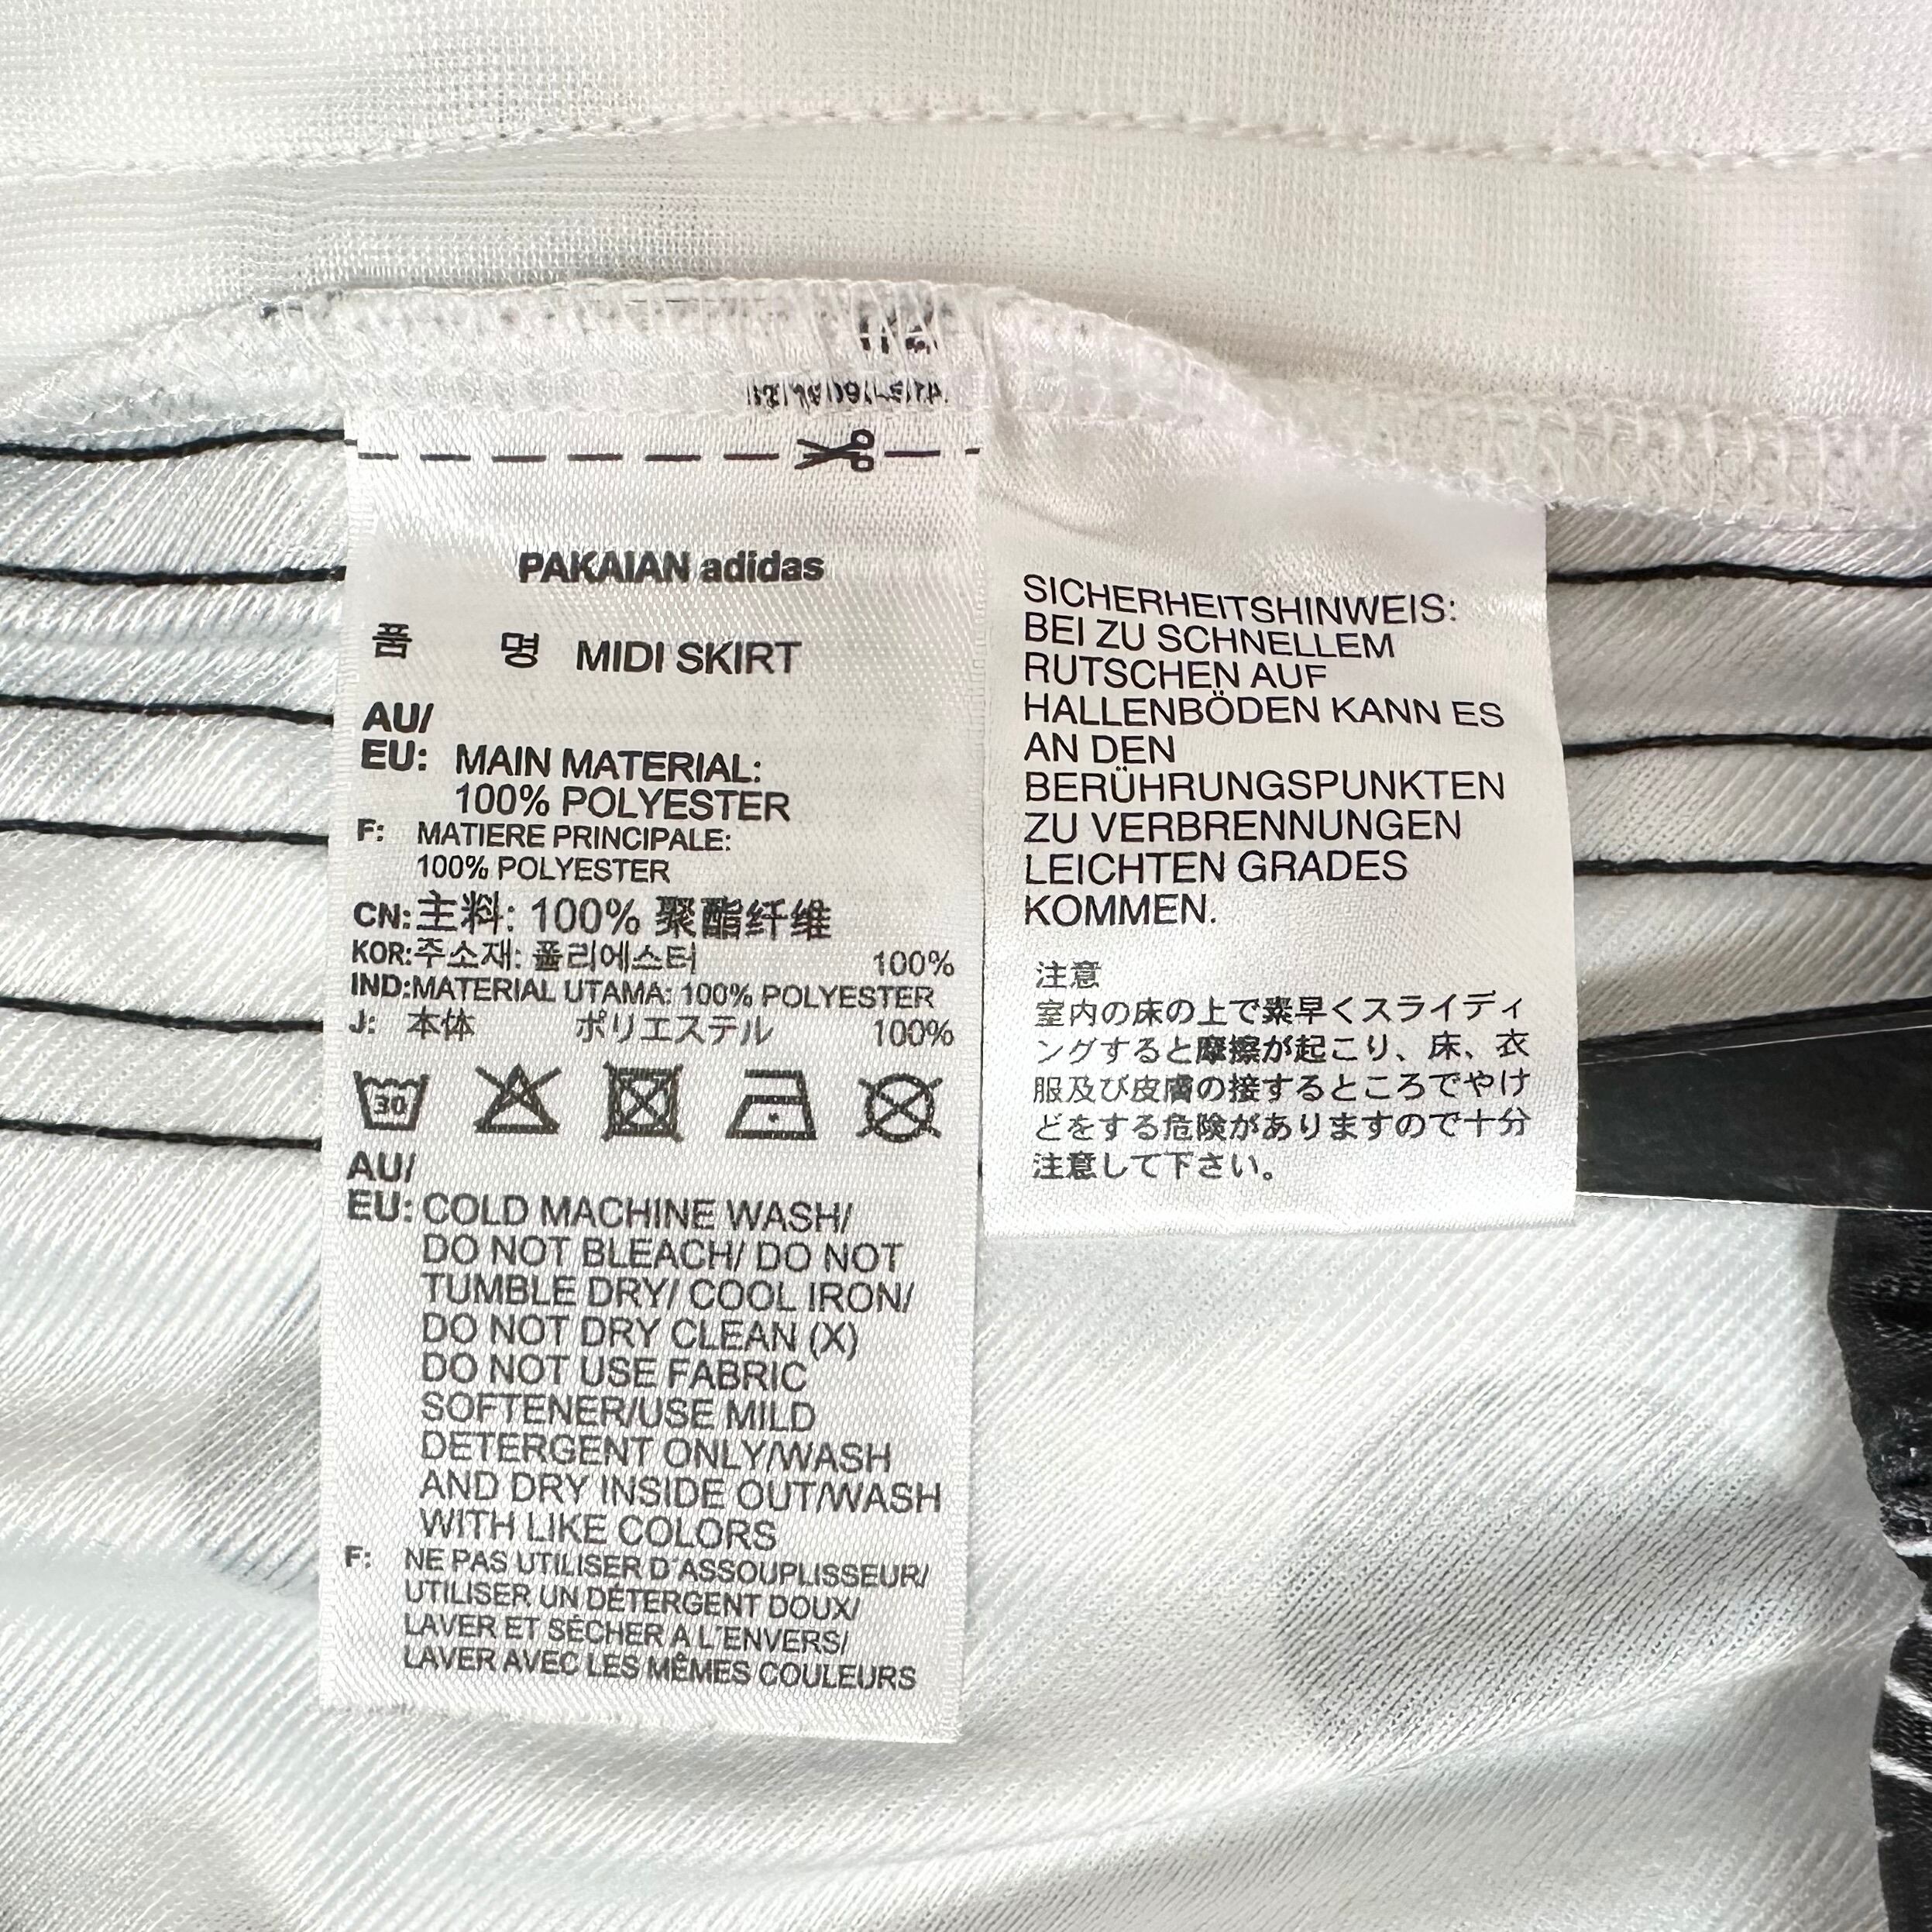 PAKAIAN adidas
품 명 MIDI SKIRT
AU/
EU: MAIN MATERIAL:
100% POLYESTER
F: MATIERE PRINCIPALE:
100% POLYESTER
CN:主料: 100% 聚酯纤维
KOR:주소재: 폴리에스터 100%
IND:MATERIAL UTAMA: 100% POLYESTER
J: 本体 ポリエステル 100%
30
AU/
EU: COLD MACHINE WASH/
DO NOT BLEACH/ DO NOT
TUMBLE DRY/ COOL IRON/
DO NOT DRY CLEAN (X)
DO NOT USE FABRIC
SOFTENER/USE MILD
DETERGENT ONLY/WASH
AND DRY INSIDE OUT/WASH
WITH LIKE COLORS
F: NE PAS UTILISER D'ASSOUPLISSEUR/
UTILISER UN DÉTERGENT DOUX/
LAVER ET SÉCHER A L'ENVERS/
LAVER AVEC LES MÊMES COULEURS
SICHERHEITSHINWEIS:
BEI ZU SCHNELLEM
RUTSCHEN AUF
HALLENBÖDEN KANN ES
AN DEN
BERÜHRUNGSPUNKTEN
ZU VERBRENNUNGEN
LEICHTEN GRADES
KOMMEN.
注意
室内の床の上で素早くスライディ
ングすると摩擦が起こり、床、衣
服及び皮膚の接するところでやけ
どをする危険がありますので十分
注意して下さい。